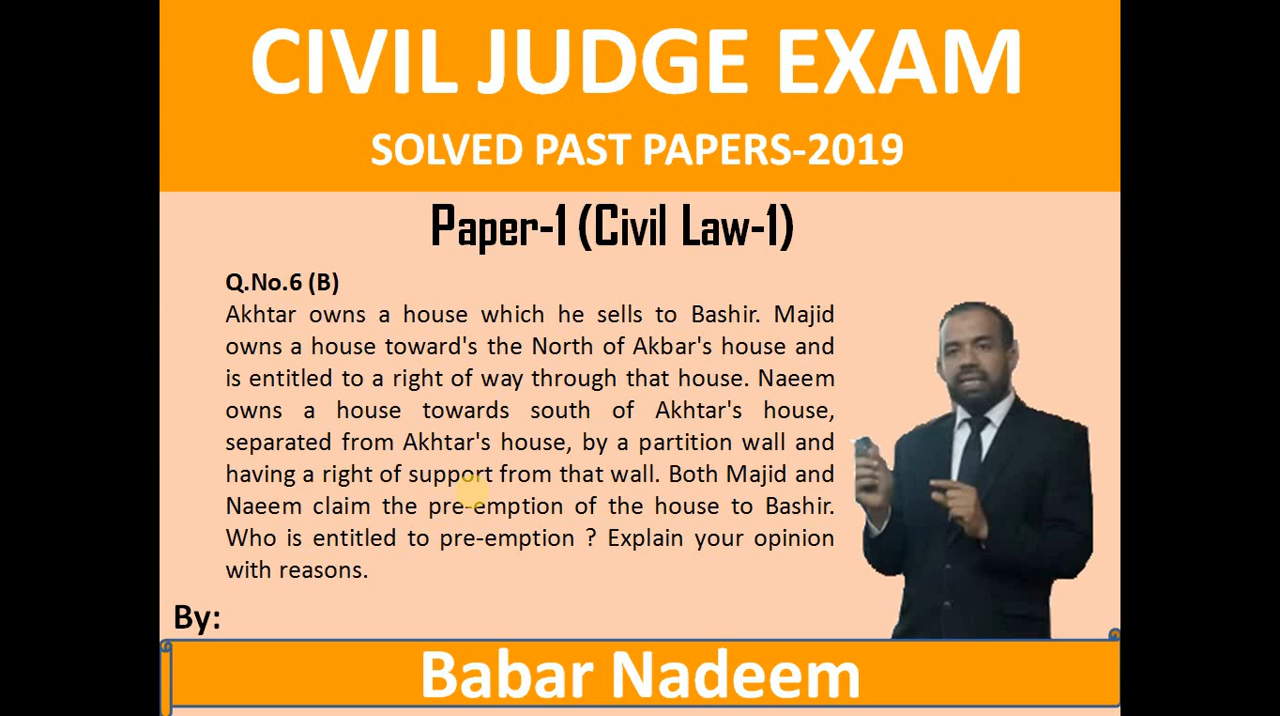 CIVIL JUDGE EXAM
SOLVED PAST PAPERS-2019
Paper-1 (Civil Law-1)
Q.No.6 (B)
Akhtar owns a house which he sells to Bashir. Majid
owns a house toward's the North of Akbar's house and
is entitled to a right of way through that house. Naeem
owns a house towards south of Akhtar's house,
separated from Akhtar's house, by a partition wall and
having a right of support from that wall. Both Majid and
Naeem claim the pre-emption of the house to Bashir.
Who is entitled to pre-emption ? Explain your opinion
with reasons.
By:
Babar Nadeem